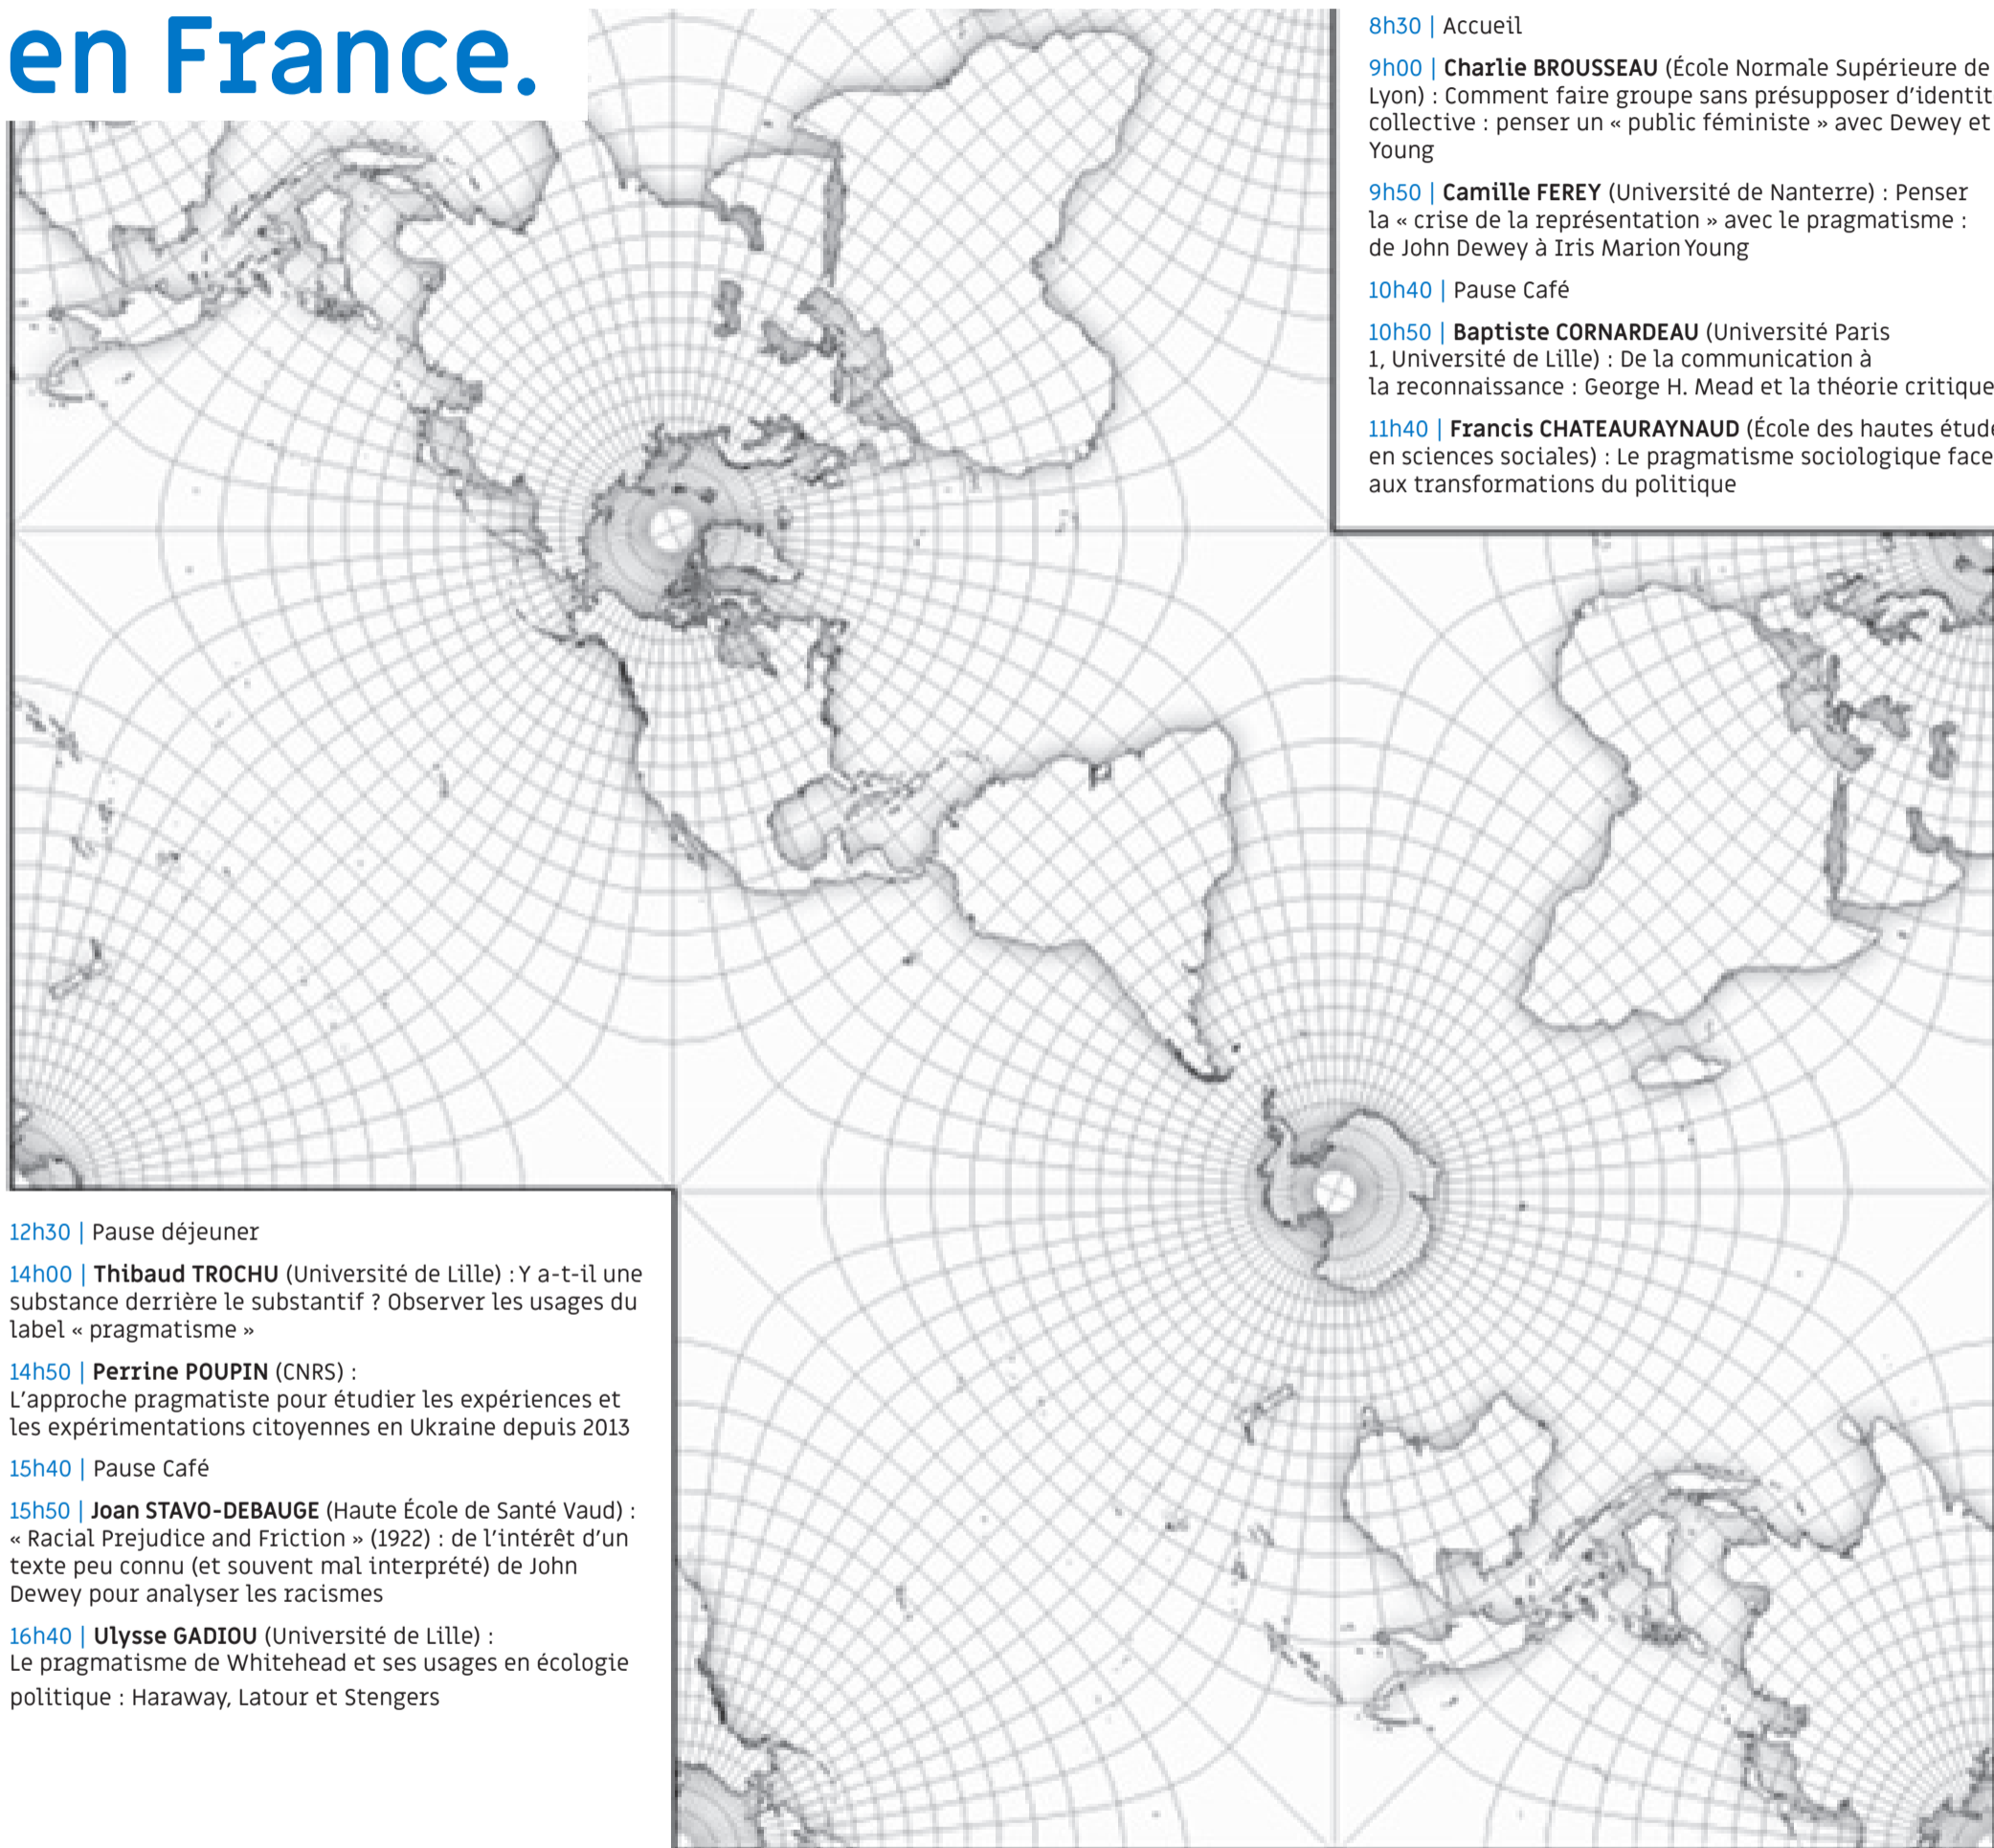 en France.
8h30 | Accueil
9h00 | Charlie BROUSSEAU (École Normale Supérieure de
Lyon) : Comment faire groupe sans présupposer d'identit
collective : penser un « public féministe » avec Dewey et
Young
9h50 | Camille FEREY (Université de Nanterre) : Penser
la « crise de la représentation » avec le pragmatisme :
de John Dewey à Iris Marion Young
10h40 | Pause Café
10h50 | Baptiste CORNARDEAU (Université Paris
1, Université de Lille) : De la communication à
la reconnaissance : George H. Mead et la théorie critique
11h40 | Francis CHATEAURAYNAUD (École des hautes étude
en sciences sociales) : Le pragmatisme sociologique face
aux transformations du politique
12h30 | Pause déjeuner
14h00 | Thibaud TROCHU (Université de Lille) : Y a-t-il une
substance derrière le substantif ? Observer les usages du
label « pragmatisme »
14h50 | Perrine POUPIN (CNRS) :
L'approche pragmatiste pour étudier les expériences et
les expérimentations citoyennes en Ukraine depuis 2013
15h40 | Pause Café
15h50 | Joan STAVO-DEBAUGE (Haute École de Santé Vaud) :
« Racial Prejudice and Friction » (1922) : de l'intérêt d'un
texte peu connu (et souvent mal interprété) de John
Dewey pour analyser les racismes
16h40 | Ulysse GADIOU (Université de Lille) :
Le pragmatisme de Whitehead et ses usages en écologie
politique : Haraway, Latour et Stengers